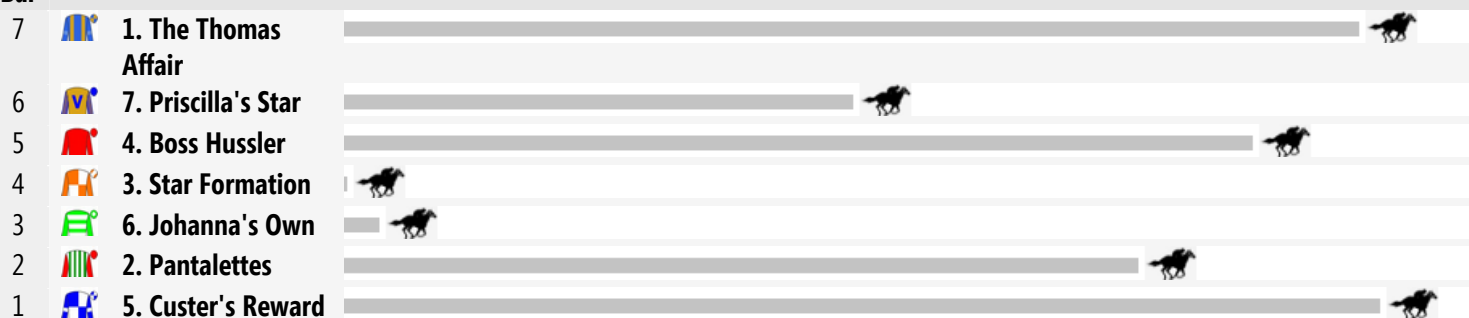 7 1. The Thomas
Affair
6 V 7. Priscilla's Star
5 4. Boss Hussler
4 3. Star Formation
3 6. Johanna's Own
2 2. Pantalettes
1 5. Custer's Reward